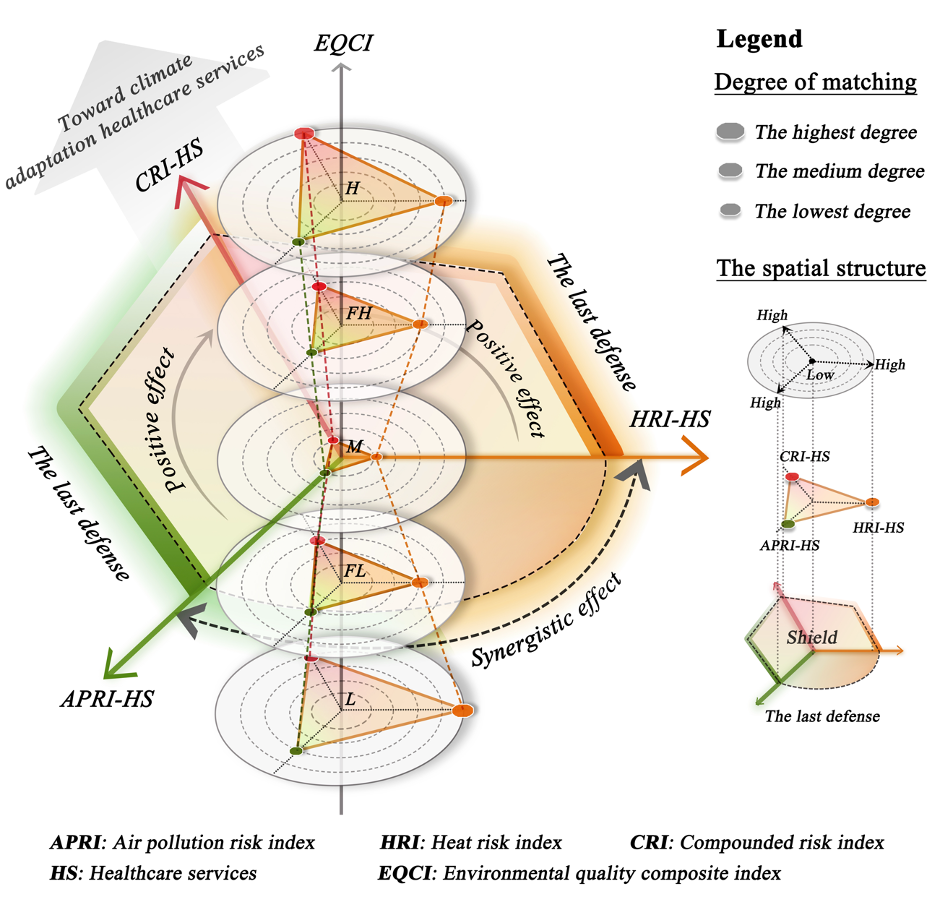 EQCI
Toward climate
adaptation healthcare services
CRI-HS
H
FH
M
FL
L
Positive effect
Positive effect
The last defense
The last defense
HRI-HS
APRI-HS
Synergistic effect
Legend
Degree of matching
The highest degree
The medium degree
The lowest degree
The spatial structure
High
High
Low
High
CRI-HS
HRI-HS
APRI-HS
Shield
The last defense
APRI: Air pollution risk index
HRI: Heat risk index
CRI: Compounded risk index
HS: Healthcare services
EQCI: Environmental quality composite index